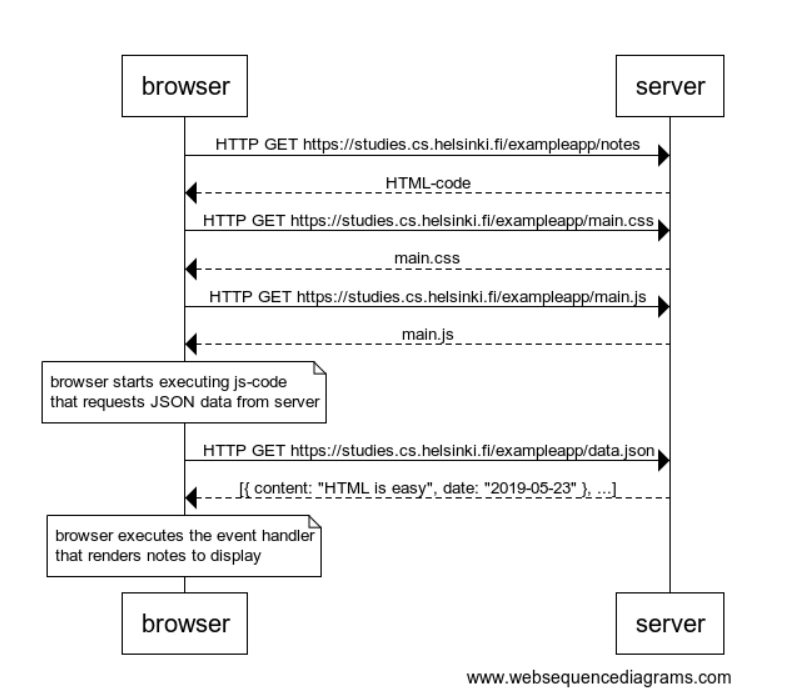 browser
server
HTTP GET https://studies.cs.helsinki.fi/exampleapp/notes
HTML-code
HTTP GET https://studies.cs.helsinki.fi/exampleapp/main.css
main.css
HTTP GET https://studies.cs.helsinki.fi/exampleapp/main.js
main.js
browser starts executing js-code
that requests JSON data from server
HTTP GET https://studies.cs.helsinki.fi/exampleapp/data.json
[{ content: "HTML is easy", date: "2019-05-23" }, ...]
browser executes the event handler
that renders notes to display
browser
server
www.websequencediagrams.com